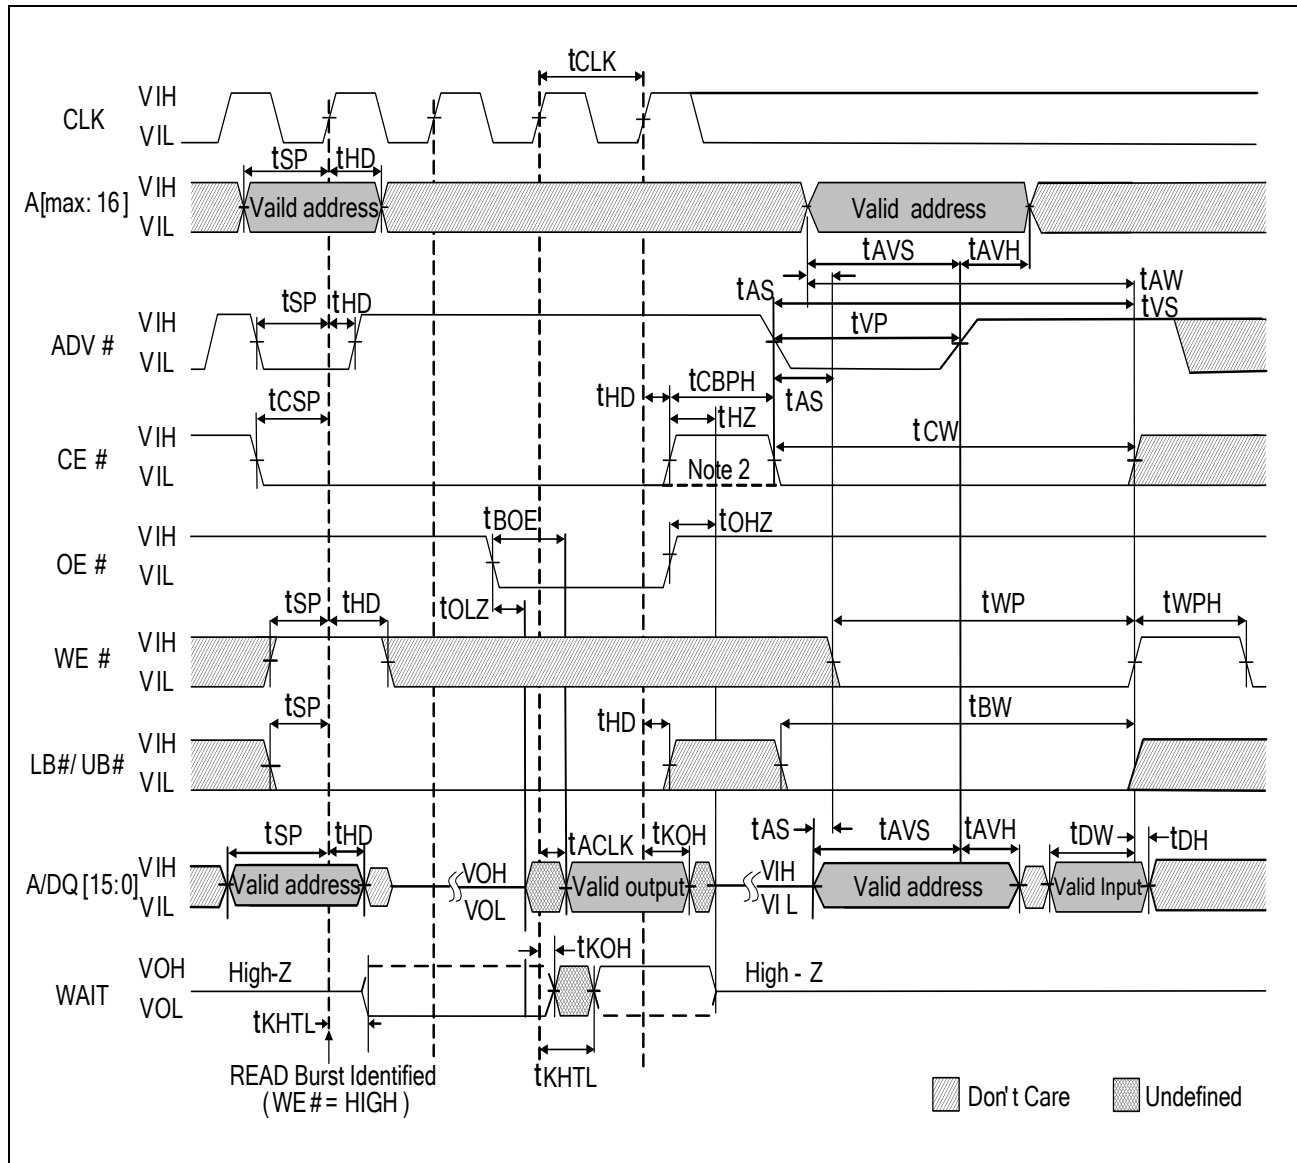 tCLK
CLK VIH
VIL
tSP tHD
A[max: 16] VIH
VIL
Vaild address
Valid address
tAVS tAVH
tAW
tAS
tVS
tSP tHD
ADV # VIH
VIL
tVP
tCBPH
tHD
tAS
tCSP
tHZ
tCW
CE # VIH
VIL
Note 2
tBOE
tOHZ
OE # VIH
VIL
tOLZ
tSP tHD
tWP tWPH
WE # VIH
VIL
tSP
tHD
tBW
LB#/ UB# VIH
VIL
tSP tHD
tACLK tKOH
tAS tAVS tAVH tDW tDH
A/DQ [15:0] VIH
VIL
Valid address
VOH
VOL
Valid output
VIH
VI L
Valid address
Valid Input
tKOH
WAIT VOH
VOL
High-Z
High - Z
tKHTL
tKHTL
READ Burst Identified
( WE # = HIGH )
Don't Care
Undefined